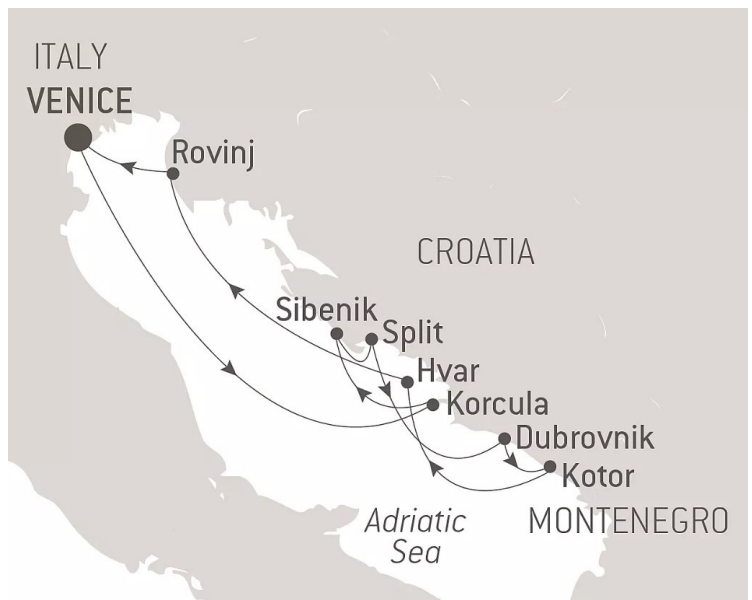 ITALY
VENICE
Rovinj
CROATIA
Sibenik
Split
Hvar
Korcula
Dubrovnik
Kotor
Adriatic
Sea
MONTENEGRO